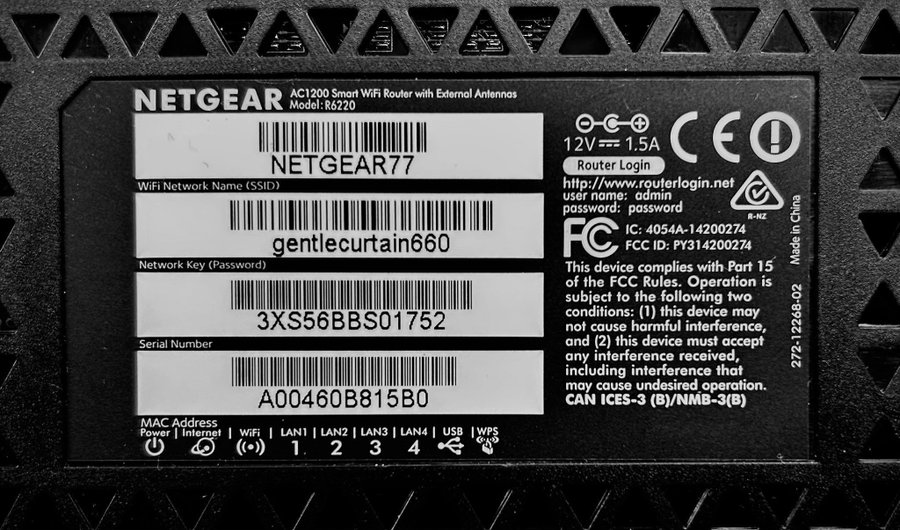 NETGEAR AC1200 Smart WiFi Router with External Antennas
Model: R6220
NETGEAR77
WiFi Network Name (SSID)
gentlecurtain660
Network Key (Password)
3XS56BBS01752
Serial Number
A00460B815B0
MAC Address
Power | Internet | WiFi | LAN1 | LAN2 | LAN3 | LAN4 | USB | WPS
1 2 3 4
12V 1.5A
CE
Router Login
http://www.routerlogin.net
user name: admin
password: password
R-NZ
FC IC: 4054A-14200274
FCC ID: PY314200274
This device complies with Part 15
of the FCC Rules. Operation is
subject to the following two
conditions: (1) this device may
not cause harmful interference,
and (2) this device must accept
any interference received,
including interference that
may cause undesired operation.
CAN ICES-3 (B)/NMB-3(B)
Made in China
272-12268-02